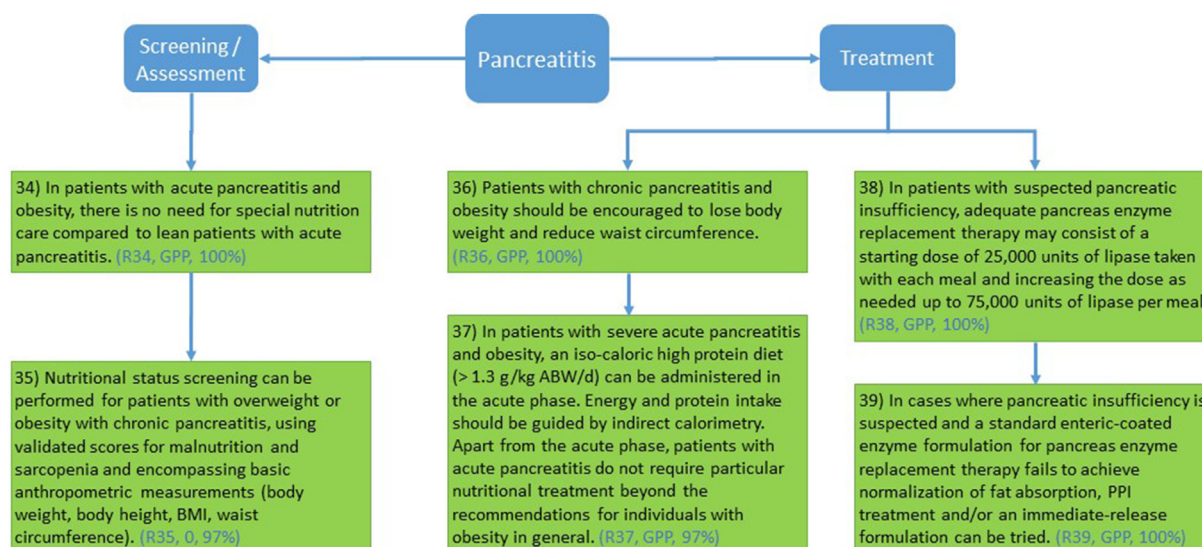 Screening /
Assessment
Pancreatitis
Treatment
34) In patients with acute pancreatitis and
obesity, there is no need for special nutrition
care compared to lean patients with acute
pancreatitis. (R34, GPP, 100%)
35) Nutritional status screening can be
performed for patients with overweight or
obesity with chronic pancreatitis, using
validated scores for malnutrition and
sarcopenia and encompassing basic
anthropometric measurements (body
weight, body height, BMI, waist
circumference). (R35, 0, 97%)
36) Patients with chronic pancreatitis and
obesity should be encouraged to lose body
weight and reduce waist circumference.
(R36, GPP, 100%)
37) In patients with severe acute pancreatitis
and obesity, an iso-caloric high protein diet
(> 1.3 g/kg ABW/d) can be administered in
the acute phase. Energy and protein intake
should be guided by indirect calorimetry.
Apart from the acute phase, patients with
acute pancreatitis do not require particular
nutritional treatment beyond the
recommendations for individuals with
obesity in general. (R37, GPP, 97%)
38) In patients with suspected pancreatic
insufficiency, adequate pancreas enzyme
replacement therapy may consist of a
starting dose of 25,000 units of lipase taken
with each meal and increasing the dose as
needed up to 75,000 units of lipase per meal
(R38, GPP, 100%)
39) In cases where pancreatic insufficiency is
suspected and a standard enteric-coated
enzyme formulation for pancreas enzyme
replacement therapy fails to achieve
normalization of fat absorption, PPI
treatment and/or an immediate-release
formulation can be tried. (R39, GPP, 100%)